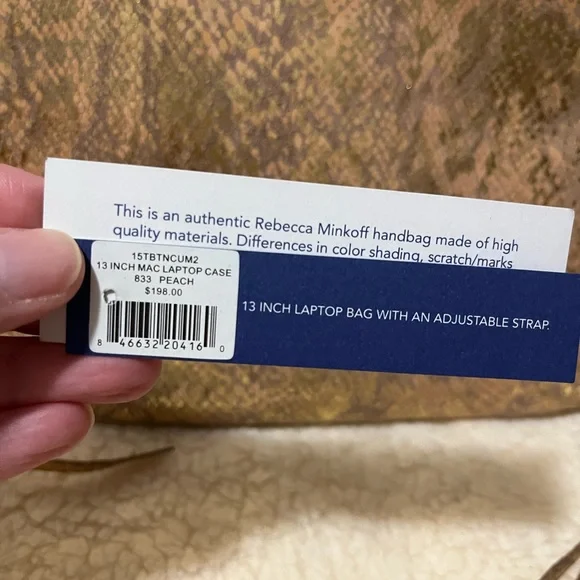 This is an authentic Rebecca Minkoff handbag made of high
quality materials. Differences in color shading, scratch/marks
15TBTNCUM2
13 INCH MAC LAPTOP CASE
833 PEACH
$198.00
8 46632 20416 0
13 INCH LAPTOP BAG WITH AN ADJUSTABLE STRAP.